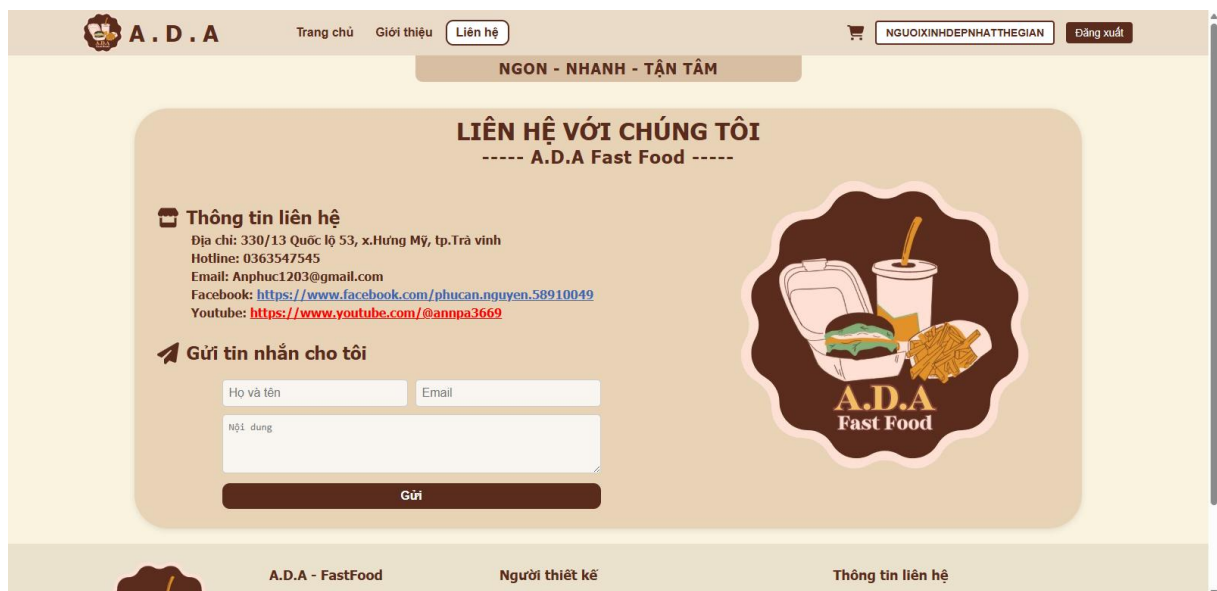 A.D.A
A . D . A
Trang chủ
Giới thiệu
Liên hệ
NGUOIXINHDEPNHATTHEGIAN
Đăng xuất
NGON - NHANH - TẬN TÂM
LIÊN HỆ VỚI CHÚNG TÔI
----- A.D.A Fast Food -----
Thông tin liên hệ
Địa chỉ: 330/13 Quốc lộ 53, x.Hưng Mỹ, tp.Trà vinh
Hotline: 0363547545
Email: Anphuc1203@gmail.com
Facebook: https://www.facebook.com/phucan.nguyen.58910049
Youtube: https://www.youtube.com/@annpa3669
Gửi tin nhắn cho tôi
Họ và tên
Email
Nội dung
Gửi
A.D.A
Fast Food
A.D.A - FastFood
Người thiết kế
Thông tin liên hệ